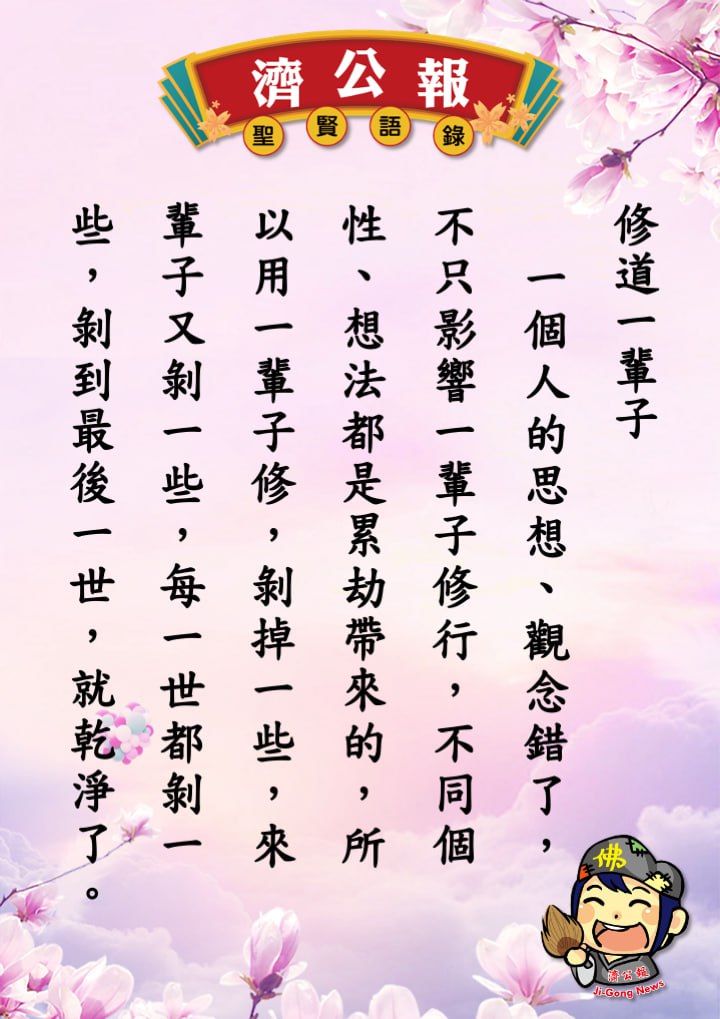 濟公報
聖賢語錄
修道一輩子
一個人的思想、觀念錯了，
不只影響一輩子修行，不同個
性、想法都是累劫帶來的，所
以用一輩子修，剝掉一些，來
輩子又剝一些，每一世都剝一
些，剝到最後一世，就乾淨了。
佛
濟公報
Ji-Gong News